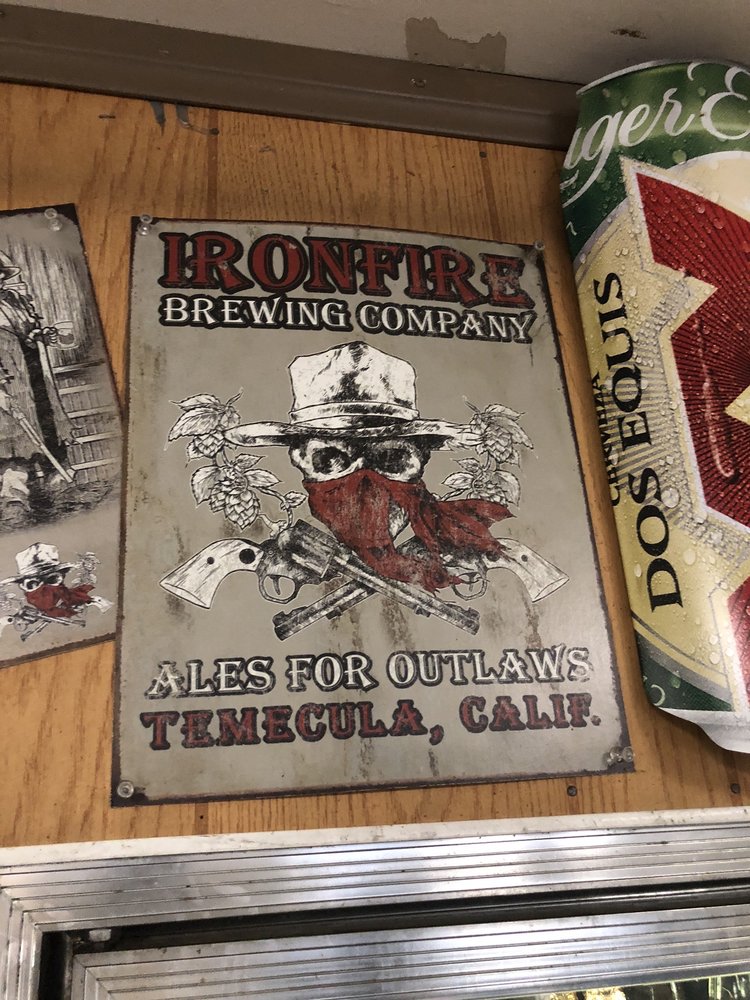 IRONFIRE
BREWING COMPANY
ALES FOR OUTLAWS
TEMECULA, CALIF.
DOS EQUIS